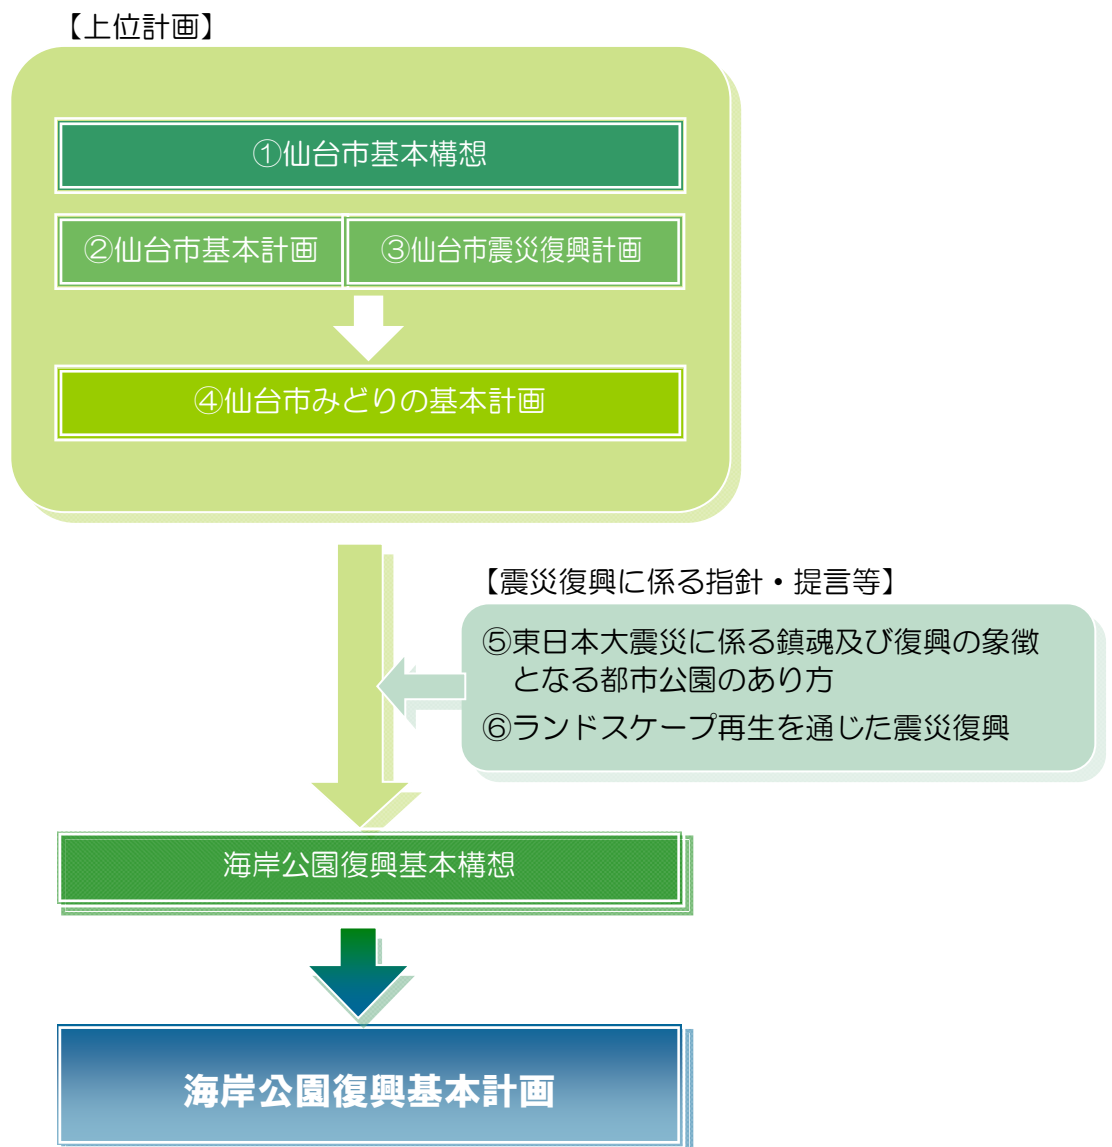 【上位計画】
①仙台市基本構想
②仙台市基本計画
③仙台市震災復興計画
④仙台市みどりの基本計画
【震災復興に係る指針・提言等】
⑤東日本大震災に係る鎮魂及び復興の象徴
となる都市公園のあり方
⑥ランドスケープ再生を通じた震災復興
海岸公園復興基本構想
海岸公園復興基本計画